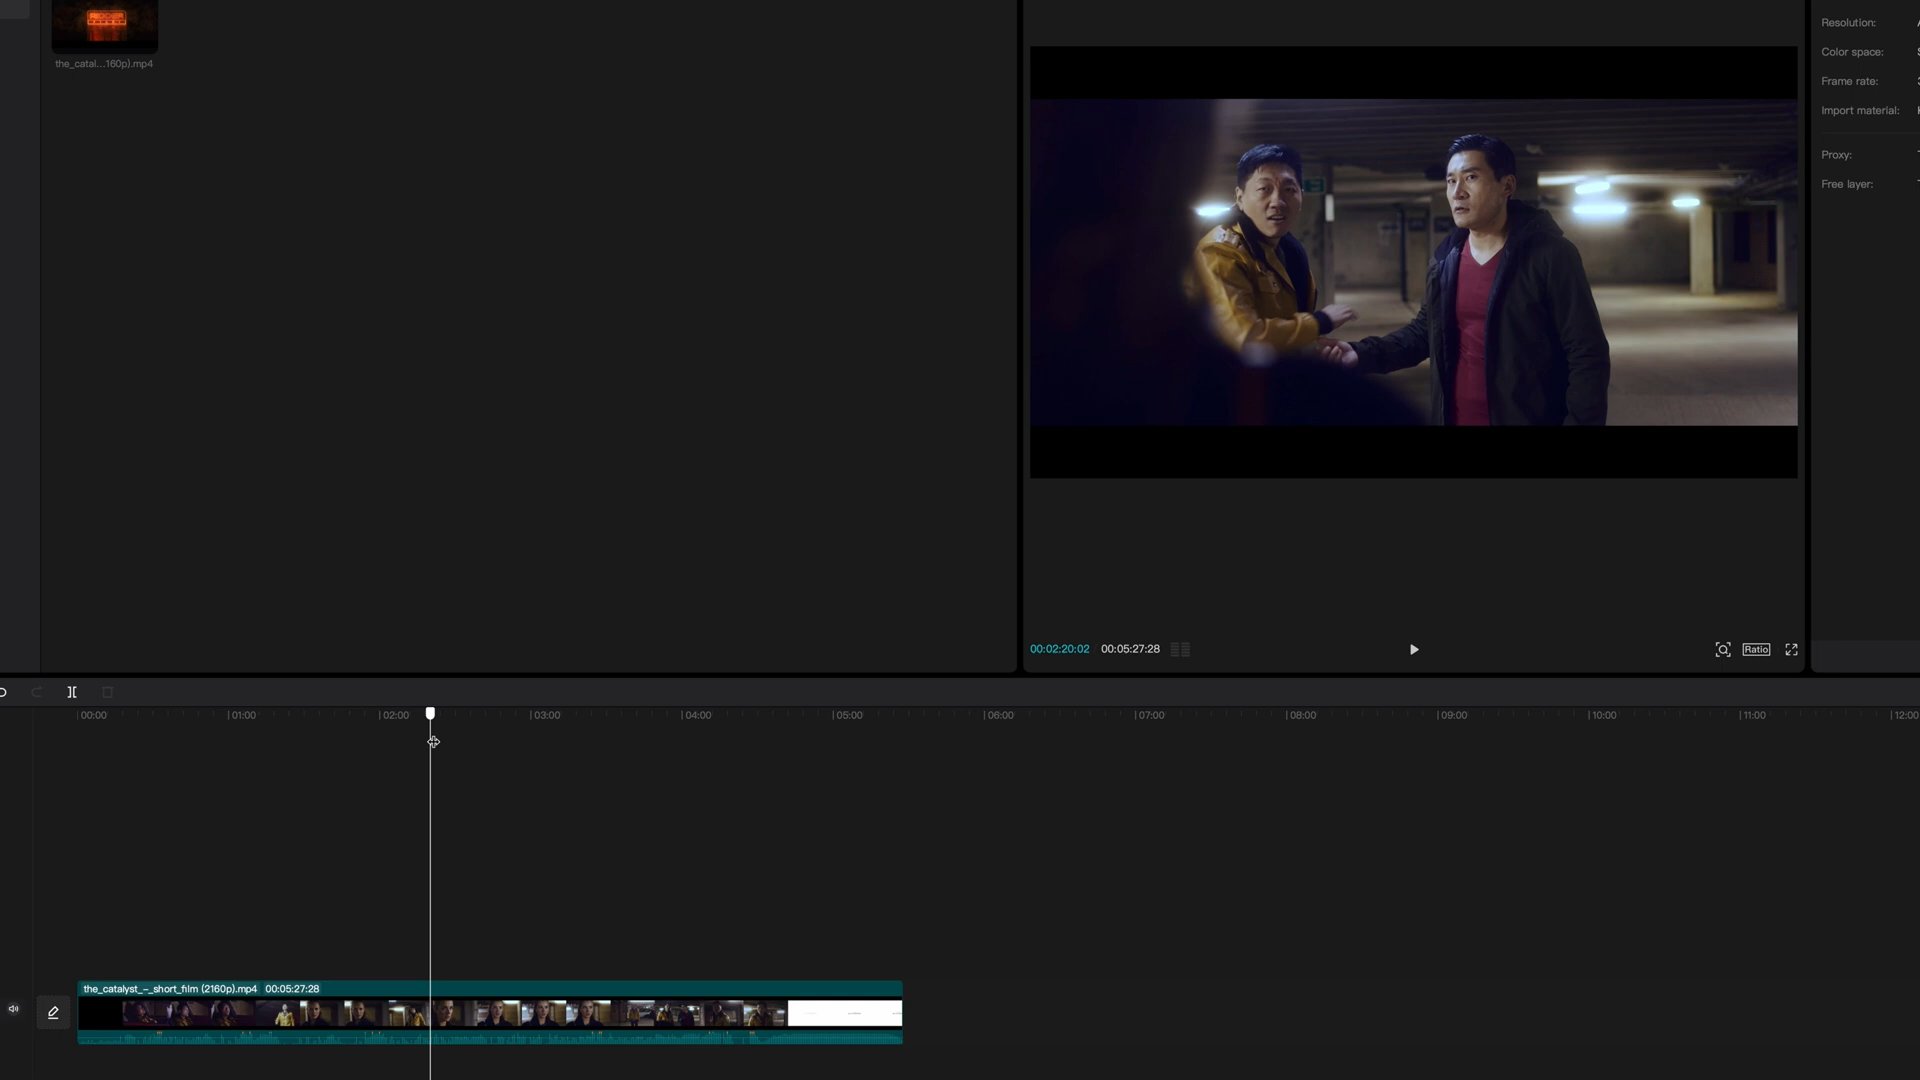 the_catal...160p).mp4
Resolution:
Color space:
Frame rate:
Import material:
Proxy:
Free layer:
00:02:20:02 00:05:27:28
Ratio
00:00 01:00 02:00 03:00 04:00 05:00 06:00 07:00 08:00 09:00 10:00 11:00 12:00
the_catalyst_-_short_film (2160p).mp4 00:05:27:28